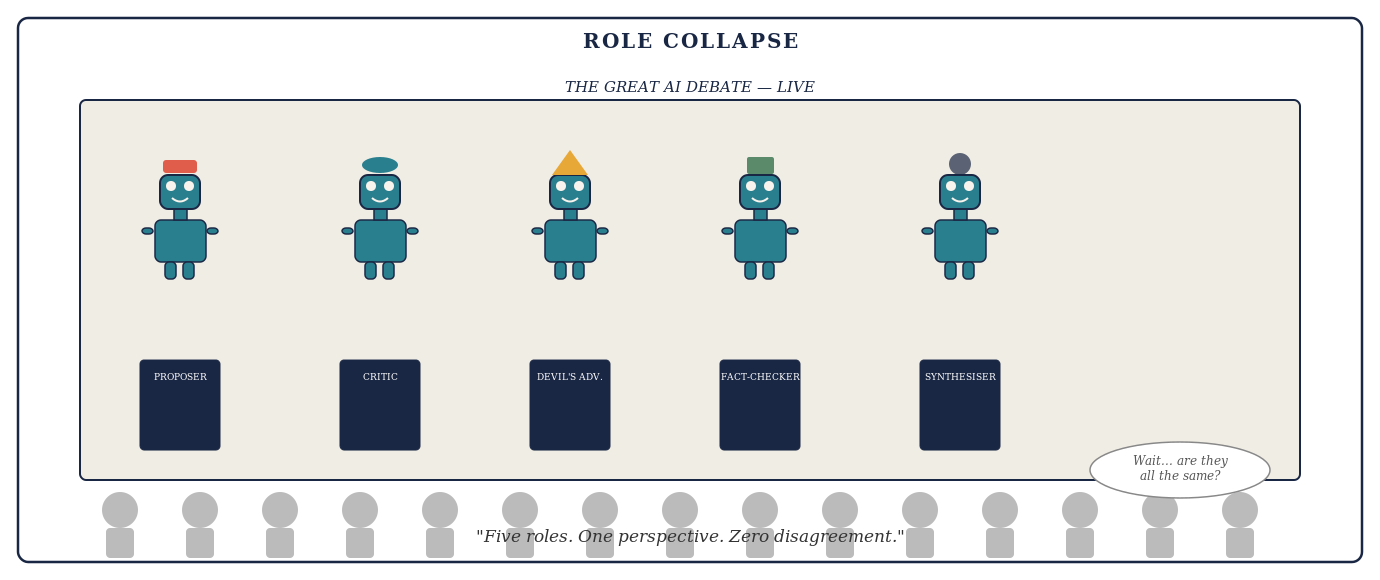 ROLE COLLAPSE
THE GREAT AI DEBATE — LIVE
PROPOSER
CRITIC
DEVIL'S ADV.
FACT-CHECKER
SYNTHESISER
Wait... are they
all the same?
"Five roles. One perspective. Zero disagreement."